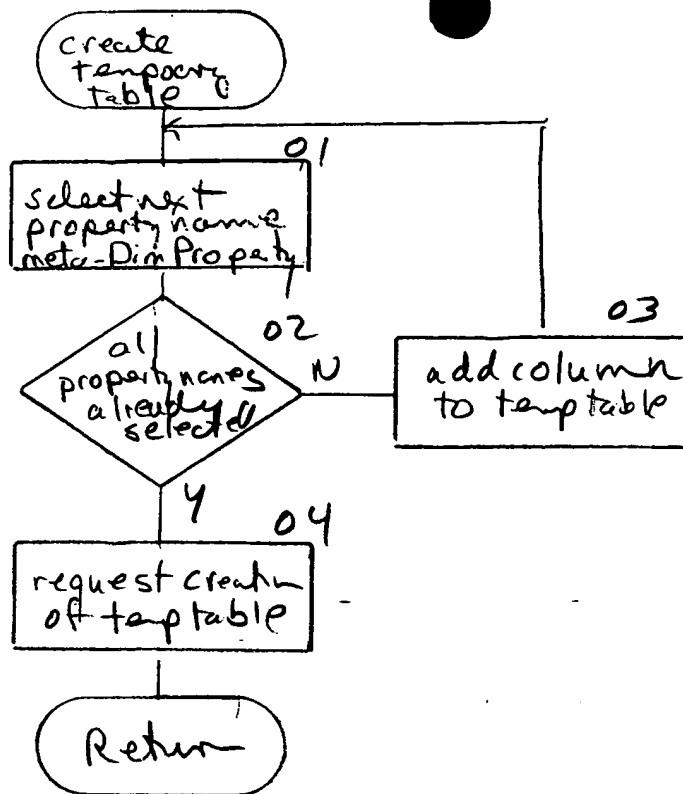 create
temporary
table
01
select next
property name
meta-Dim Property
02
all
property names
already
selected
N
03
add column
to temp table
Y
04
request creation
of temp table
Return